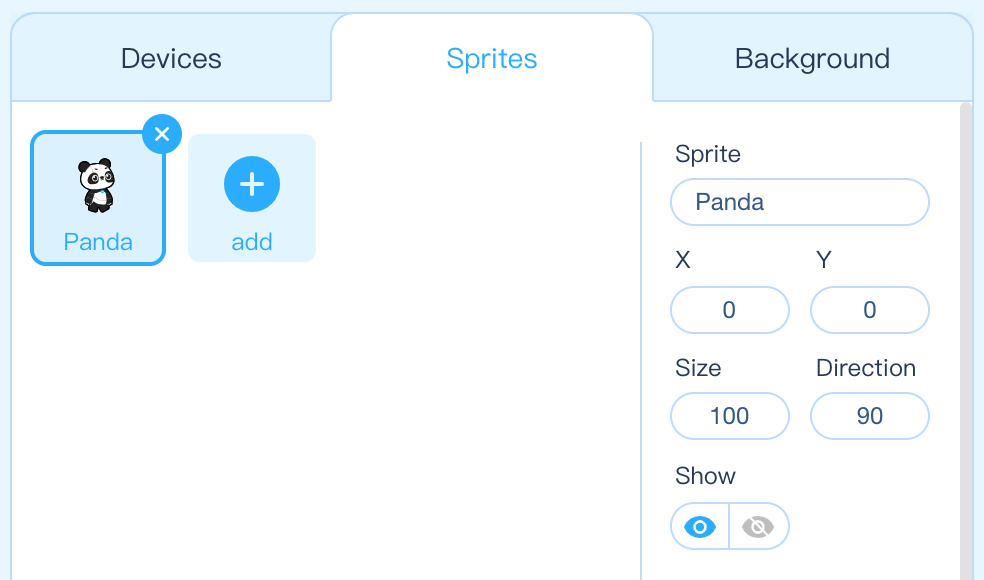 Devices
Sprites
Background
Panda
add
Sprite
Panda
X Y
0 0
Size Direction
100 90
Show